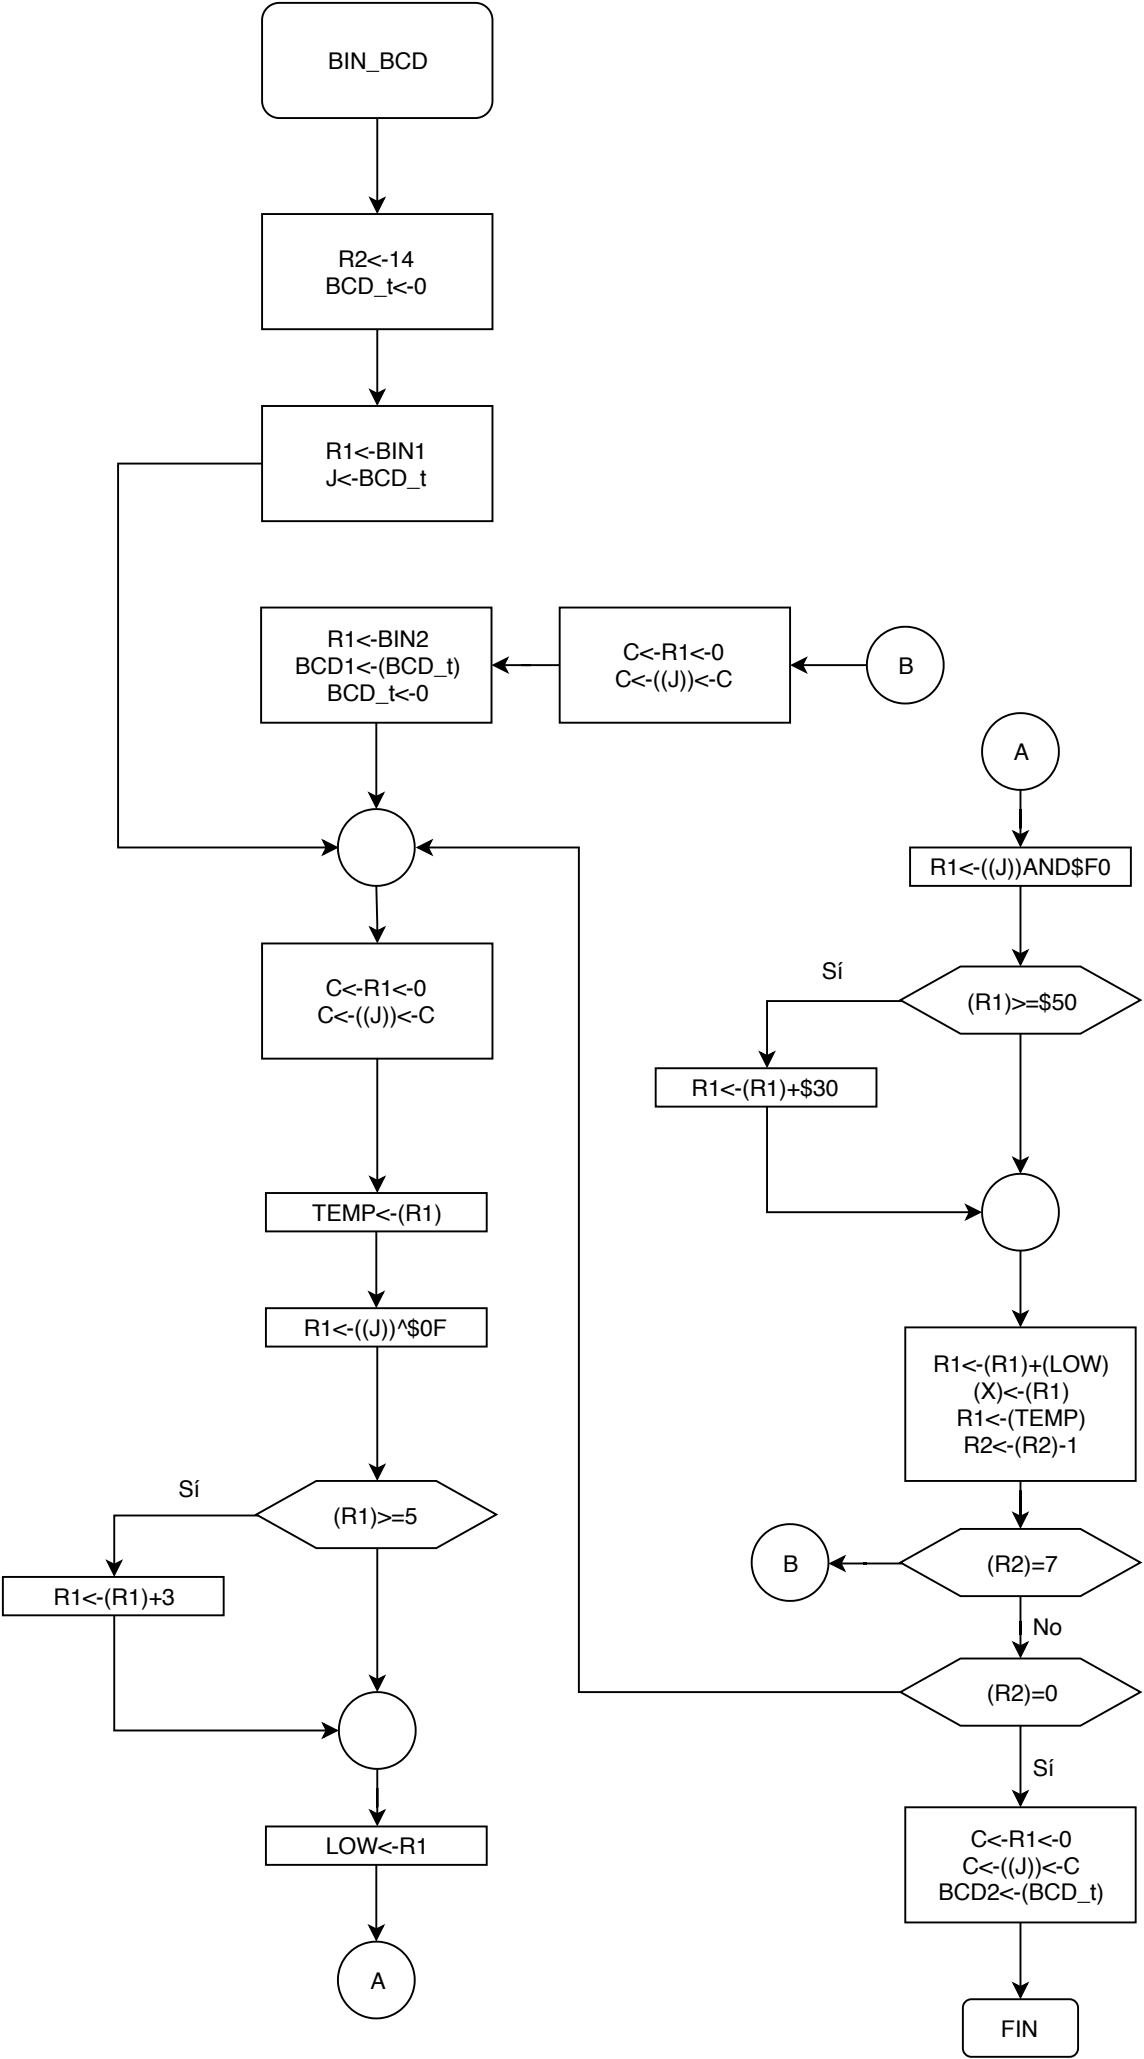 BIN_BCD
R2<-14
BCD_t<-0
R1<-BIN1
J<-BCD_t
R1<-BIN2
BCD1<-(BCD_t)
BCD_t<-0
C<-R1<-0
C<-((J))<-C
B
C<-R1<-0
C<-((J))<-C
TEMP<-(R1)
R1<-((J))^$0F
(R1)>=5
Sí
R1<-(R1)+3
LOW<-R1
A
A
R1<-((J))AND$F0
(R1)>=$50
Sí
R1<-(R1)+$30
R1<-(R1)+(LOW)
(X)<-(R1)
R1<-(TEMP)
R2<-(R2)-1
(R2)=7
B
No
(R2)=0
Sí
C<-R1<-0
C<-((J))<-C
BCD2<-(BCD_t)
FIN